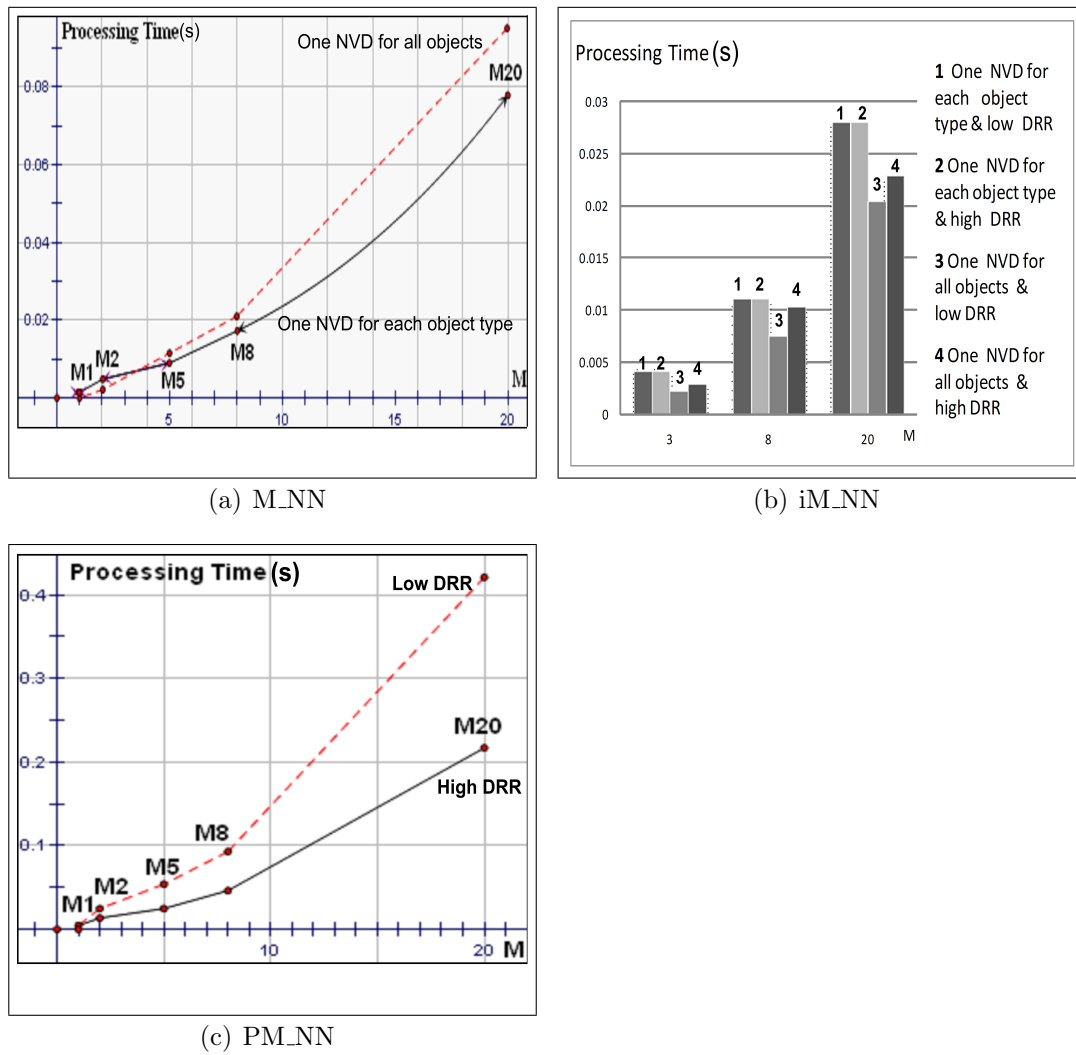 Processing Time(s)
One NVD for all objects
M20
0.08
0.06
0.04
0.02
One NVD for each object type
M1
M2
M5
M8
M
5
10
15
20
(a) M_NN
Processing Time (s)
0.03
0.025
0.02
0.015
0.01
0.005
0
1 2 3 4
1 2 3 4
1 2 3 4
3
8
20
M
1 One NVD for
each object
type & low DRR
2 One NVD for
each object type
& high DRR
3 One NVD for
all objects &
low DRR
4 One NVD for
all objects &
high DRR
(b) iM_NN
Processing Time (s)
Low DRR
0.4
0.3
M20
0.2
High DRR
M8
0.1
M5
M2
M1
10
20
M
(c) PM_NN